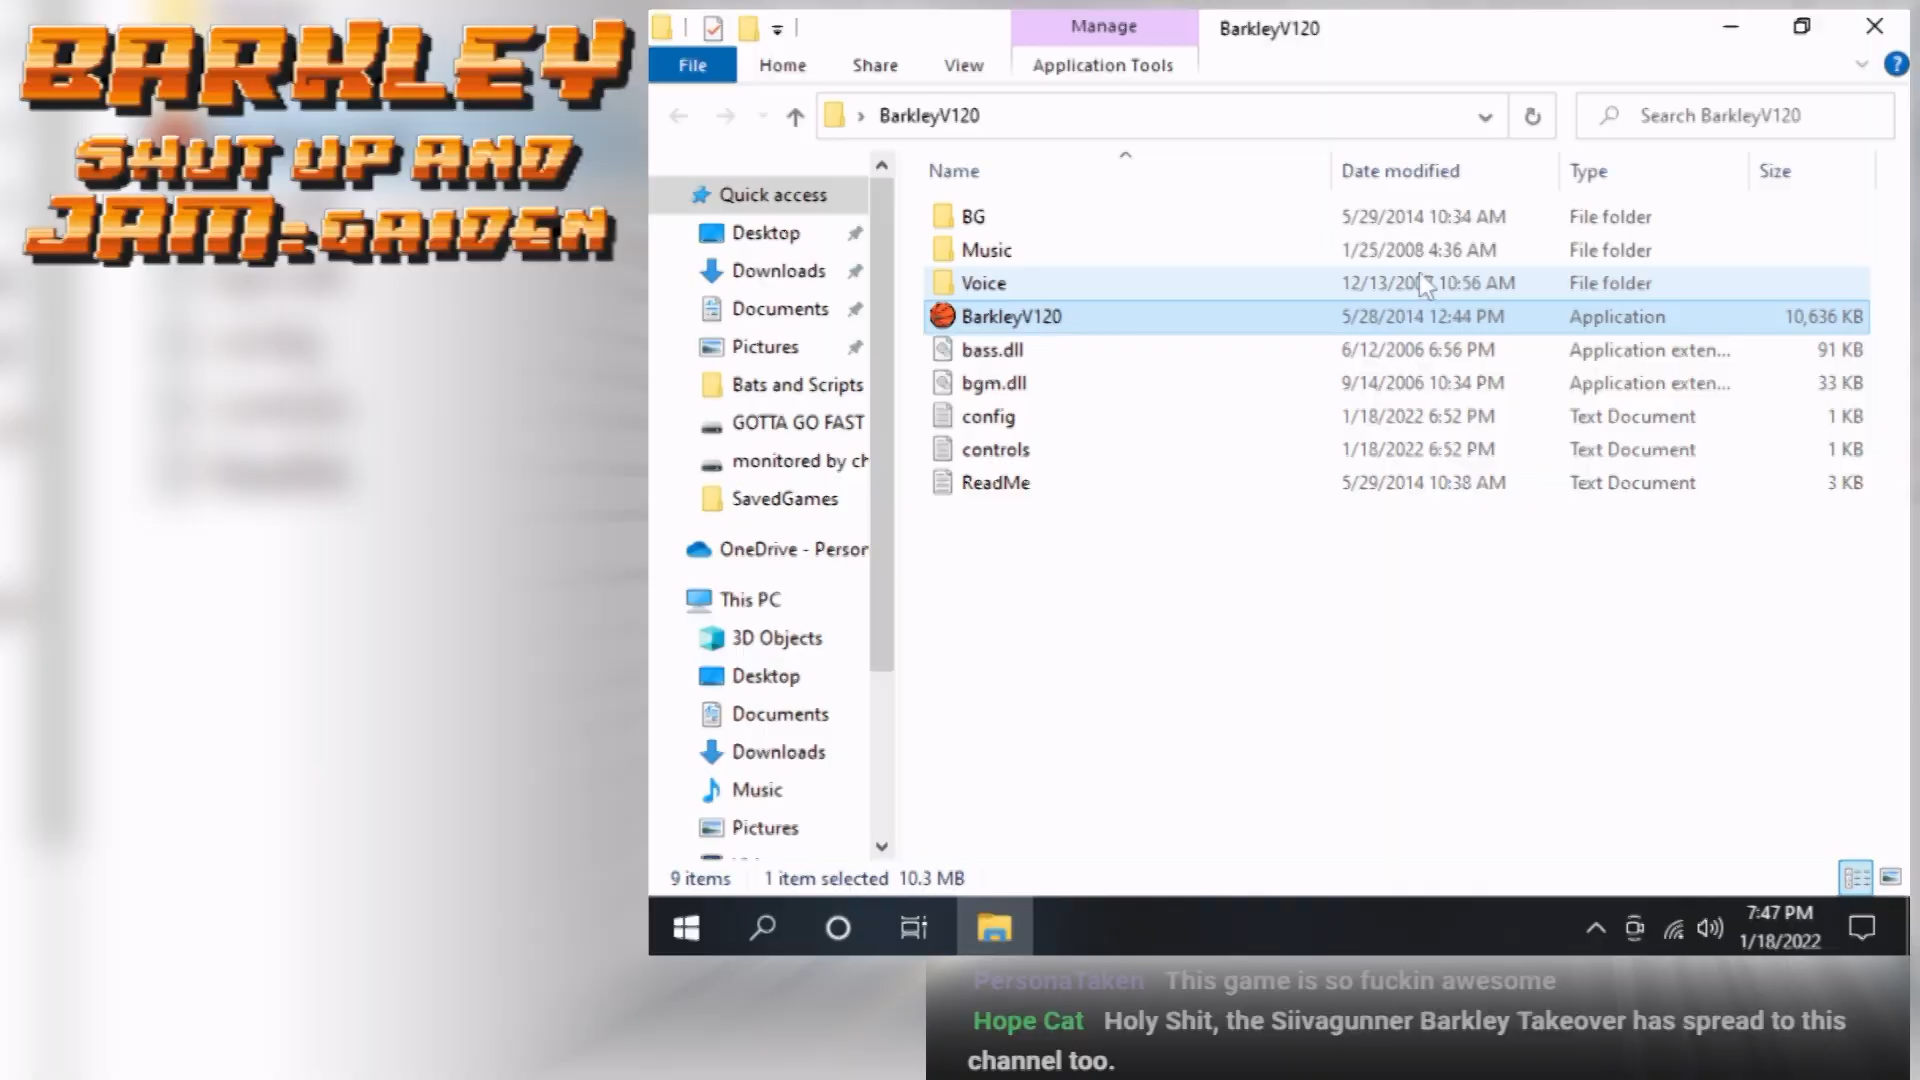 BARKLEY
SHUT UP AND
JAM: GAIDEN
Manage
BarkleyV120
File
Home
Share
View
Application Tools
?
› BarkleyV120
Search BarkleyV120
Name
Date modified
Type
Size
Quick access
Desktop
Downloads
Documents
Pictures
Bats and Scripts
GOTTA GO FAST
monitored by ch
SavedGames
OneDrive - Person
This PC
3D Objects
Desktop
Documents
Downloads
Music
Pictures
BG 5/29/2014 10:34 AM File folder
Music 1/25/2008 4:36 AM File folder
Voice 12/13/200 10:56 AM File folder
BarkleyV120 5/28/2014 12:44 PM Application 10,636 KB
bass.dll 6/12/2006 6:56 PM Application exten... 91 KB
bgm.dll 9/14/2006 10:34 PM Application exten... 33 KB
config 1/18/2022 6:52 PM Text Document 1 KB
controls 1/18/2022 6:52 PM Text Document 1 KB
ReadMe 5/29/2014 10:38 AM Text Document 3 KB
9 items 1 item selected 10.3 MB
7:47 PM
1/18/2022
PersonaTaken This game is so fuckin awesome
Hope Cat Holy Shit, the Siivagunner Barkley Takeover has spread to this
channel too.